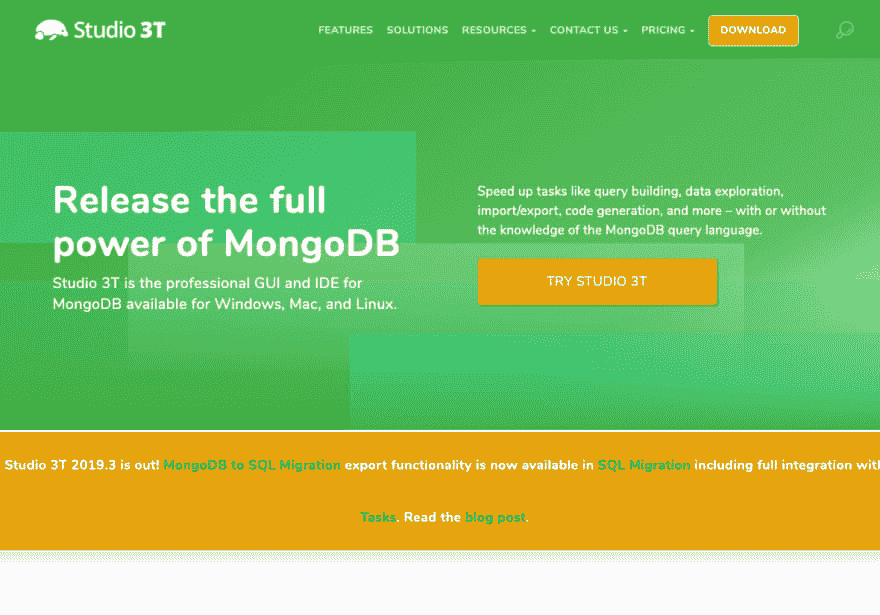 Studio 3T
FEATURES SOLUTIONS RESOURCES CONTACT US PRICING DOWNLOAD
Release the full
power of MongoDB
Studio 3T is the professional GUI and IDE for
MongoDB available for Windows, Mac, and Linux.
Speed up tasks like query building, data exploration,
import/export, code generation, and more – with or without
the knowledge of the MongoDB query language.
TRY STUDIO 3T
Studio 3T 2019.3 is out! MongoDB to SQL Migration export functionality is now available in SQL Migration including full integration with
Tasks. Read the blog post.